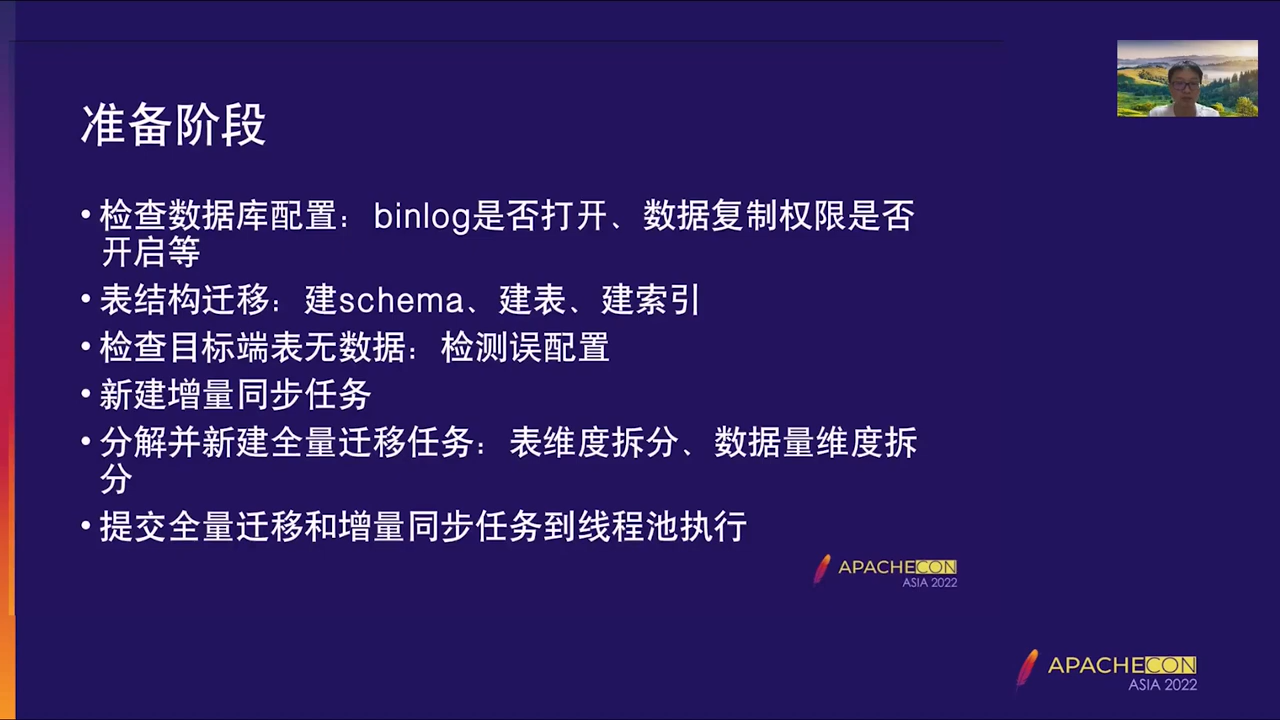 准备阶段
• 检查数据库配置：binlog是否打开、数据复制权限是否
开启等
• 表结构迁移：建schema、建表、建索引
• 检查目标端表无数据：检测误配置
• 新建增量同步任务
• 分解并新建全量迁移任务：表维度拆分、数据量维度拆
分
• 提交全量迁移和增量同步任务到线程池执行
APACHECON
ASIA 2022
APACHECON
ASIA 2022